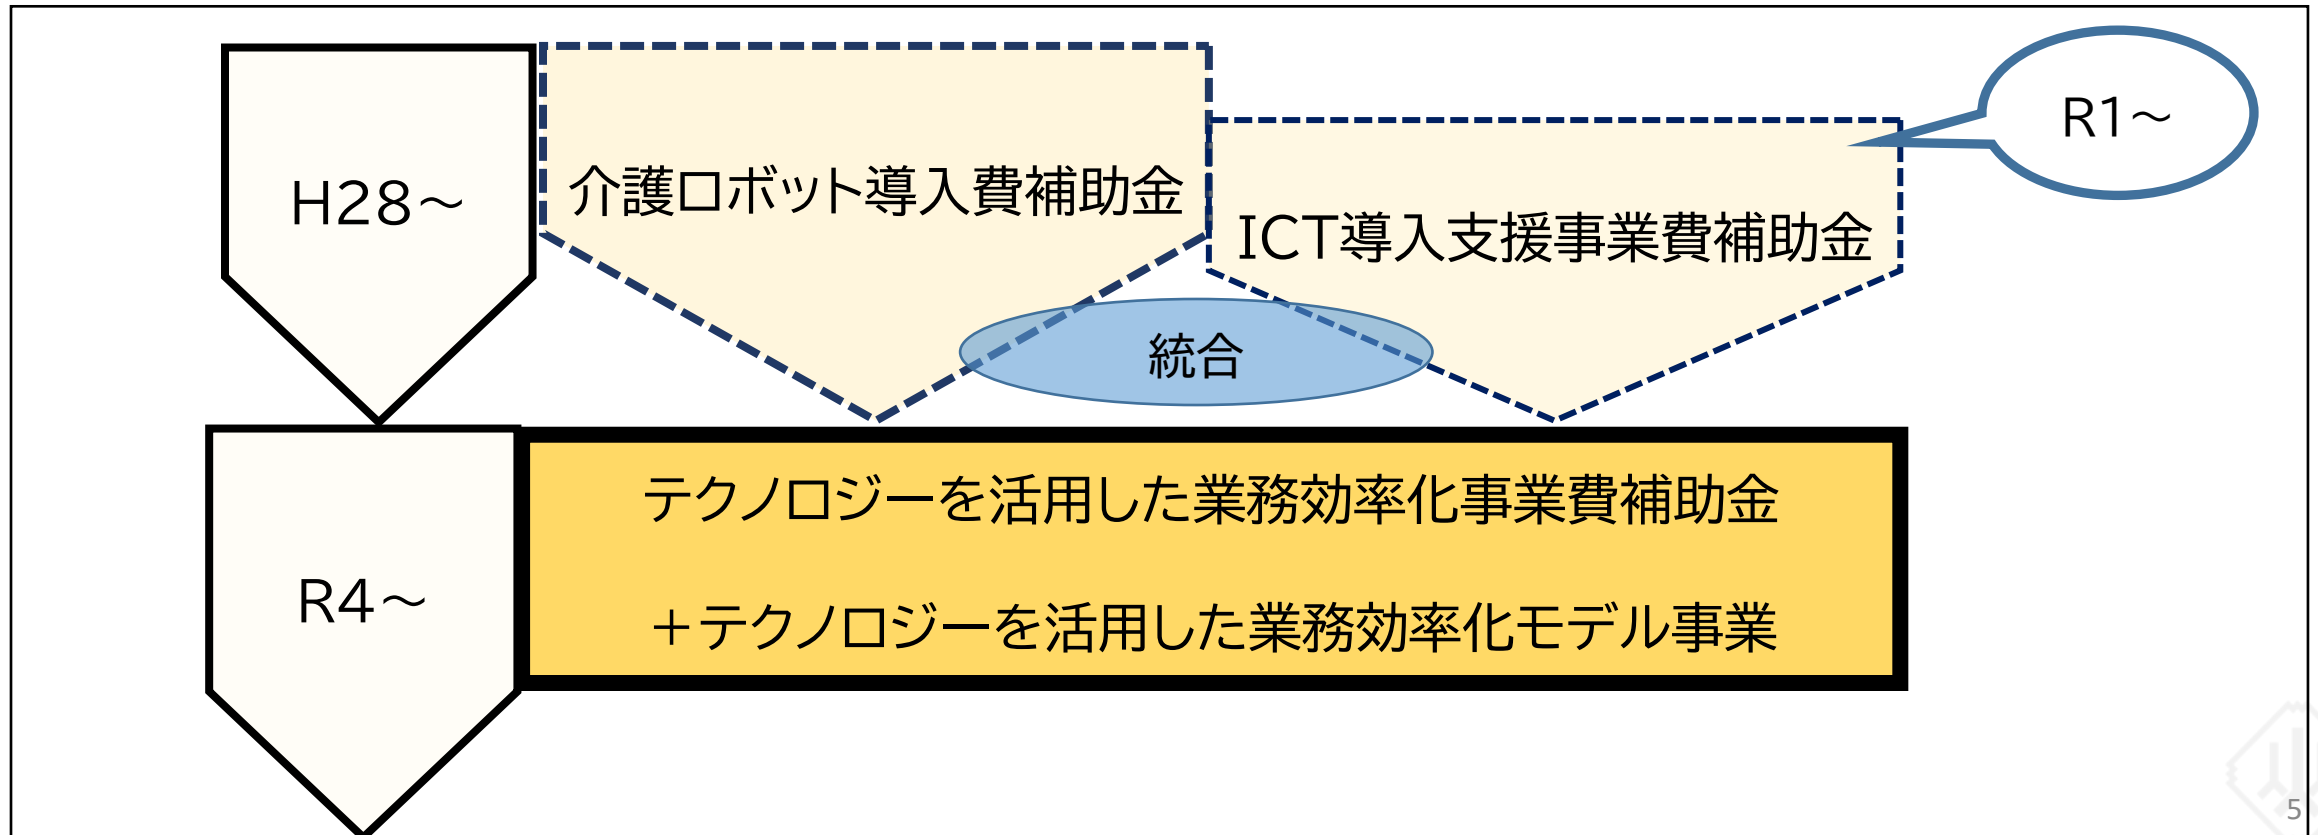 H28～
介護ロボット導入費補助金
R1～
ICT導入支援事業費補助金
統合
テクノロジーを活用した業務効率化事業費補助金
R4～
＋テクノロジーを活用した業務効率化モデル事業
5